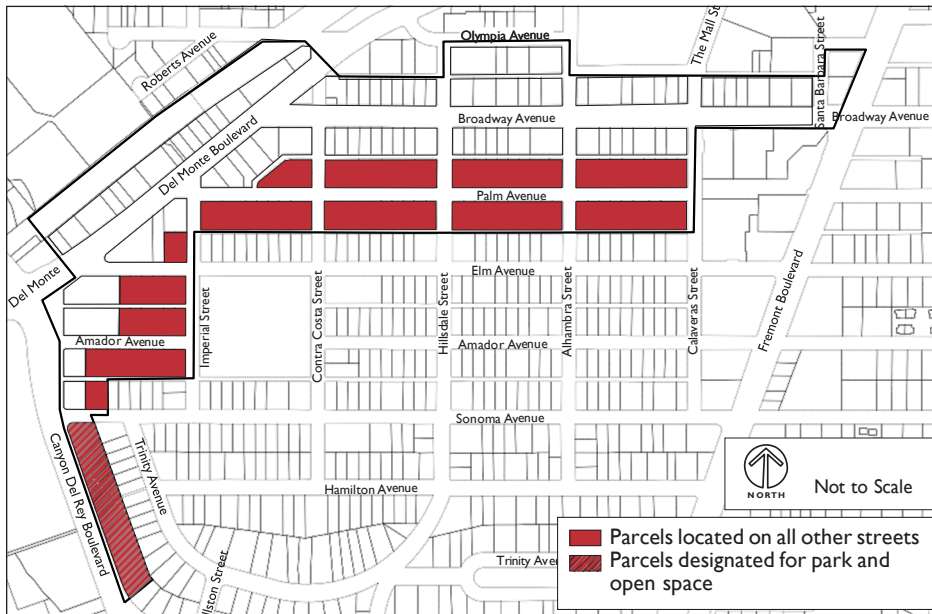 Olympia Avenue
The Mall St
Santa Barbara Street
Roberts Avenue
Broadway Avenue
Broadway Avenue
Del Monte Boulevard
Palm Avenue
Del Monte
Elm Avenue
Imperial Street
Contra Costa Street
Hillsdale Street
Alhambra Street
Calaveras Street
Fremont Boulevard
Amador Avenue
Amador Avenue
Sonoma Avenue
Canyon Del Rey Boulevard
Trinity Avenue
Hamilton Avenue
NORTH
Not to Scale
Trinity Ave
lston Street
Parcels located on all other streets
Parcels designated for park and
open space